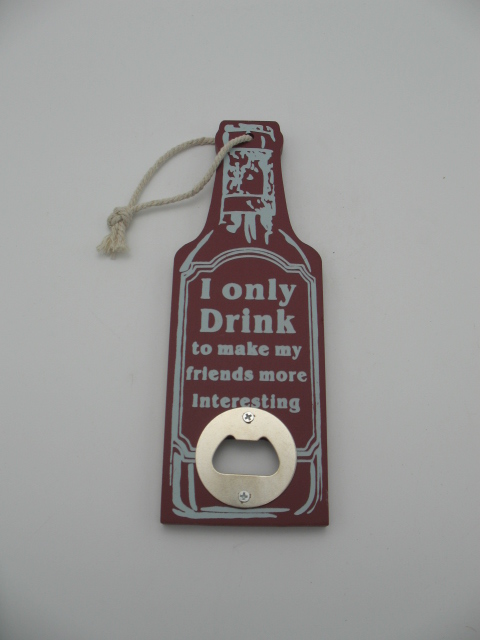 I only
Drink
to make my
friends more
Interesting